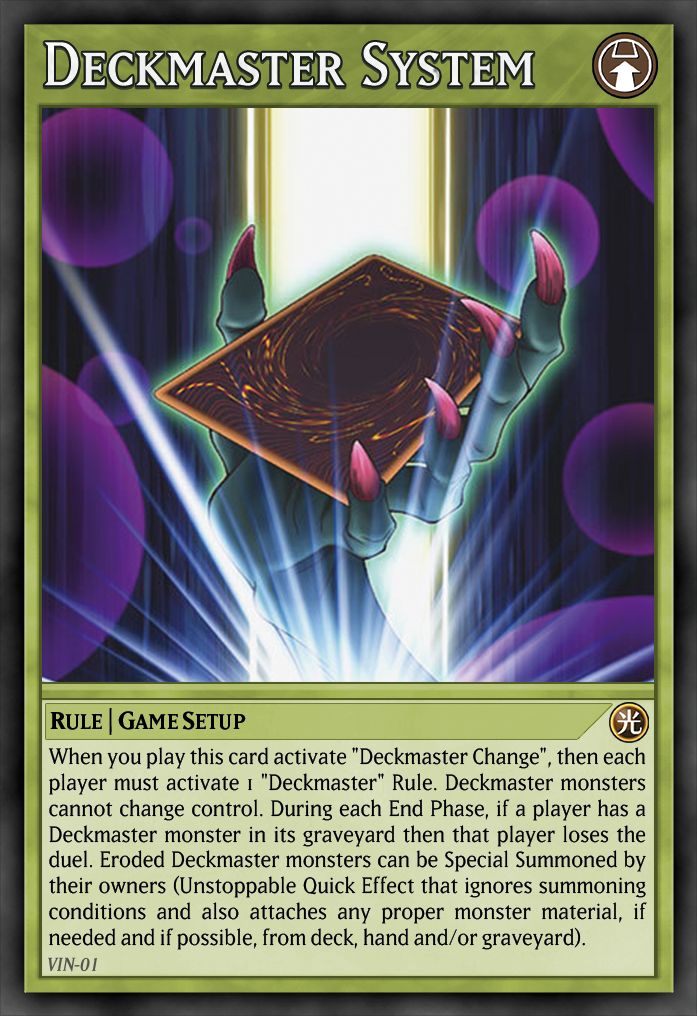 Deckmaster System
Rule | Game Setup
光
When you play this card activate "Deckmaster Change", then each
player must activate 1 "Deckmaster" Rule. Deckmaster monsters
cannot change control. During each End Phase, if a player has a
Deckmaster monster in its graveyard then that player loses the
duel. Eroded Deckmaster monsters can be Special Summoned by
their owners (Unstoppable Quick Effect that ignores summoning
conditions and also attaches any proper monster material, if
needed and if possible, from deck, hand and/or graveyard).
VIN-01